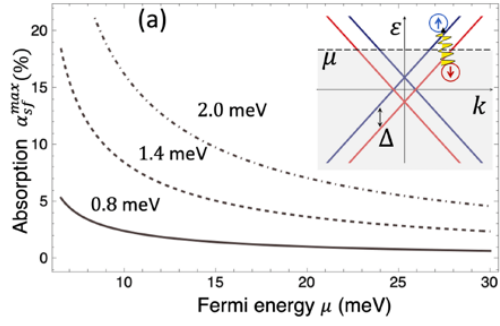 (a)
Absorption α_sf^max (%)
20
15
10
5
0
2.0 meV
1.4 meV
0.8 meV
10
15
20
25
30
Fermi energy μ (meV)
ε
μ
k
Δ
↑
↓